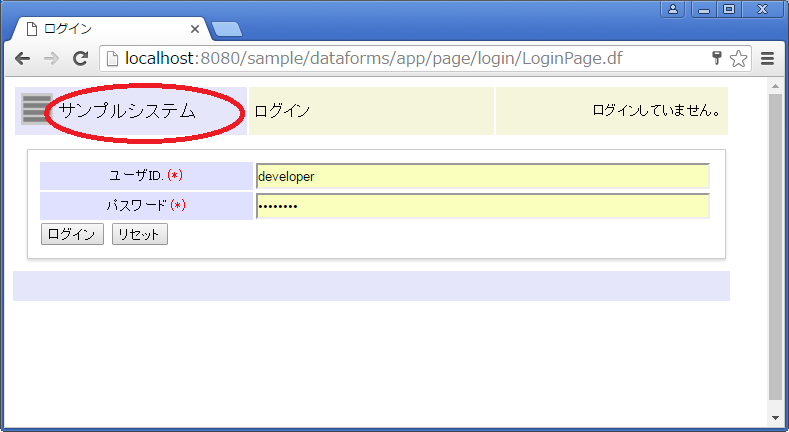 ログイン
localhost:8080/sample/dataforms/app/page/login/LoginPage.df
サンプルシステム ログイン ログインしていません。
ユーザID.(*) developer
パスワード(*) ••••••••
ログイン リセット